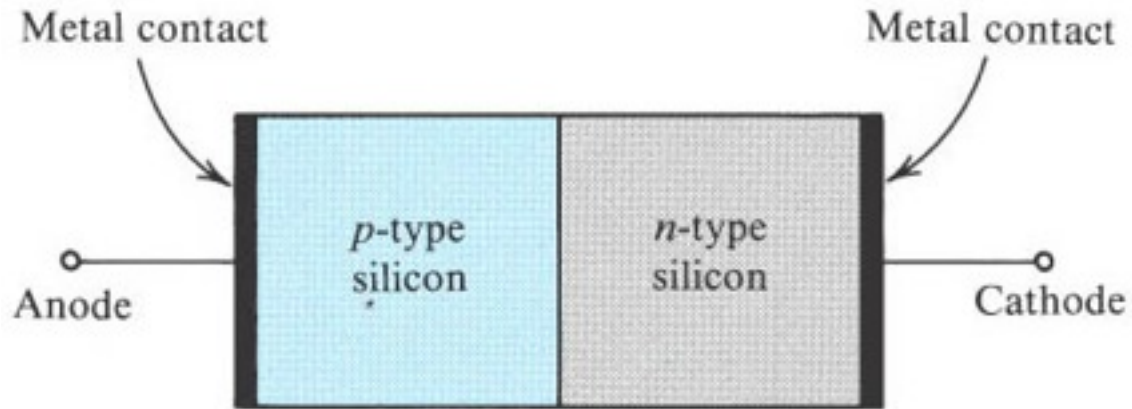 Metal contact
Metal contact
p-type
silicon
n-type
silicon
Anode
Cathode